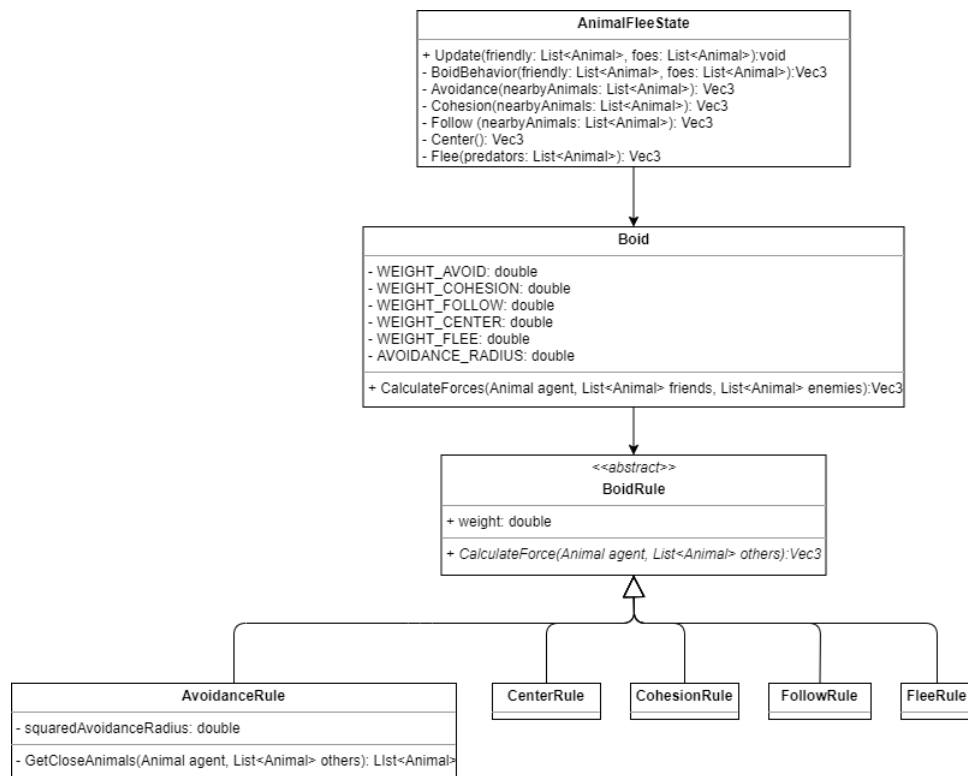 AnimalFleeState
+ Update(friendly: List<Animal>, foes: List<Animal>):void
- BoidBehavior(friendly: List<Animal>, foes: List<Animal>):Vec3
- Avoidance(nearbyAnimals: List<Animal>): Vec3
- Cohesion(nearbyAnimals: List<Animal>): Vec3
- Follow (nearbyAnimals: List<Animal>): Vec3
- Center(): Vec3
- Flee(predators: List<Animal>): Vec3
Boid
- WEIGHT_AVOID: double
- WEIGHT_COHESION: double
- WEIGHT_FOLLOW: double
- WEIGHT_CENTER: double
- WEIGHT_FLEE: double
- AVOIDANCE_RADIUS: double
+ CalculateForces(Animal agent, List<Animal> friends, List<Animal> enemies):Vec3
<<abstract>>
BoidRule
+ weight: double
+ CalculateForce(Animal agent, List<Animal> others):Vec3
AvoidanceRule
- squaredAvoidanceRadius: double
- GetCloseAnimals(Animal agent, List<Animal> others): LIst<Animal>
CenterRule
CohesionRule
FollowRule
FleeRule